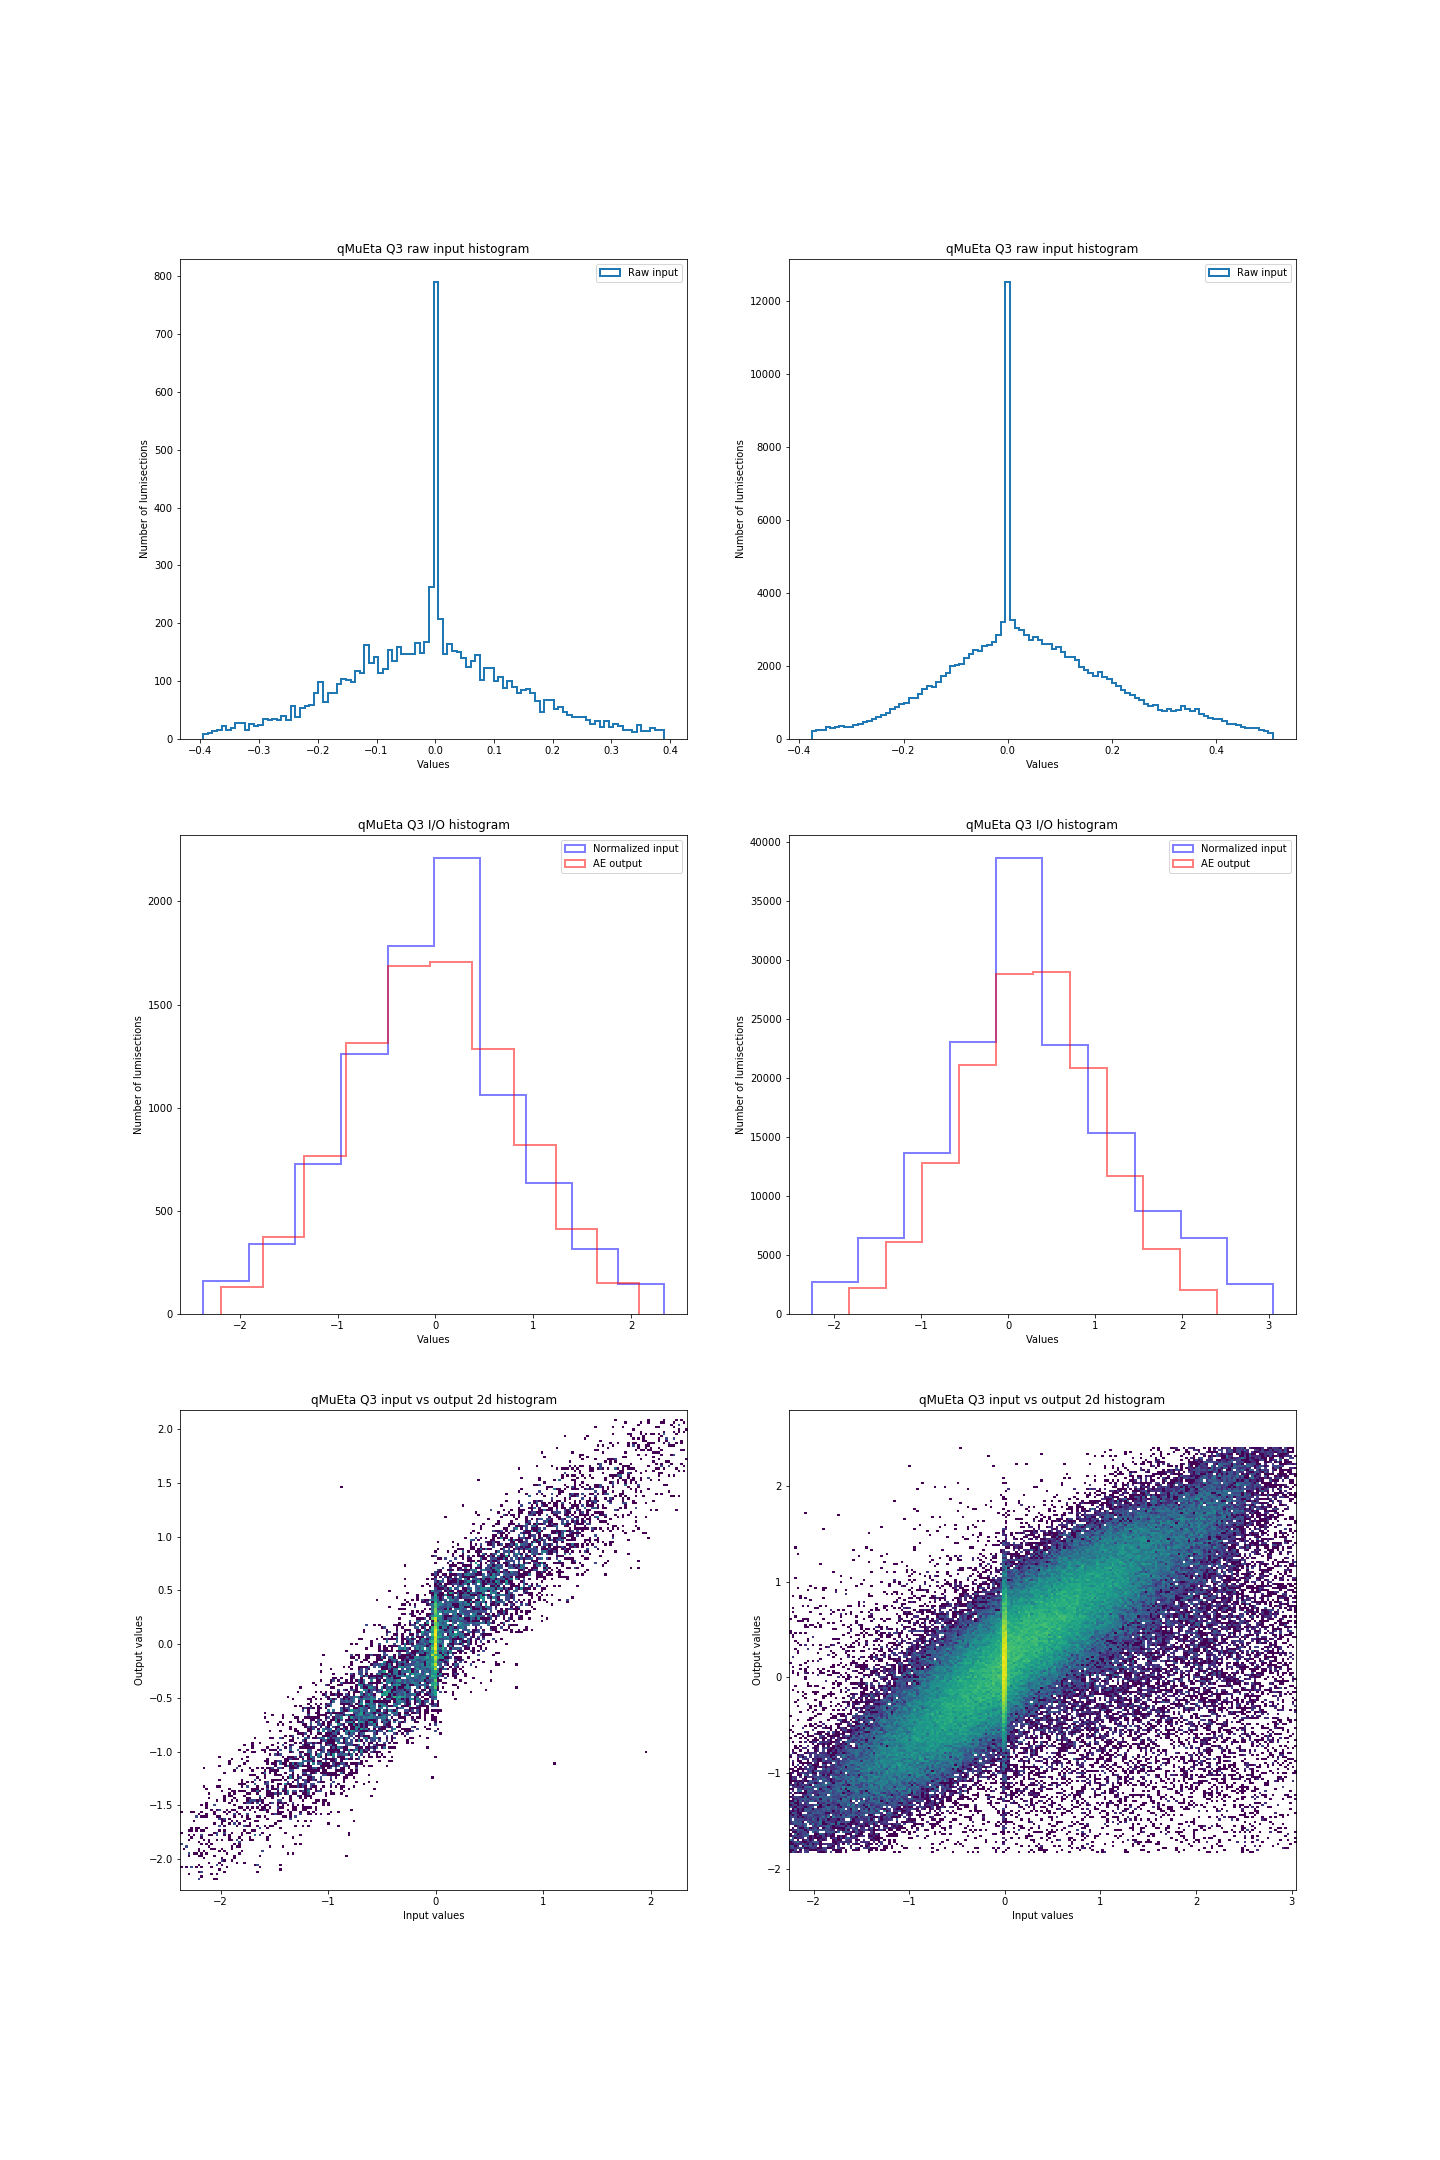 qMuEta Q3 raw input histogram
Raw input
800
700
600
500
400
300
200
100
0
Number of lumisections
−0.4 −0.3 −0.2 −0.1 0.0 0.1 0.2 0.3 0.4
Values
qMuEta Q3 raw input histogram
Raw input
12000
10000
8000
6000
4000
2000
0
Number of lumisections
−0.4 −0.2 0.0 0.2 0.4
Values
qMuEta Q3 I/O histogram
Normalized input
AE output
2000
1500
1000
500
0
Number of lumisections
−2 −1 0 1 2
Values
qMuEta Q3 I/O histogram
Normalized input
AE output
40000
35000
30000
25000
20000
15000
10000
5000
0
Number of lumisections
−2 −1 0 1 2 3
Values
qMuEta Q3 input vs output 2d histogram
2.0
1.5
1.0
0.5
0.0
−0.5
−1.0
−1.5
−2.0
Output values
−2 −1 0 1 2
Input values
qMuEta Q3 input vs output 2d histogram
2
1
0
−1
−2
Output values
−2 −1 0 1 2 3
Input values